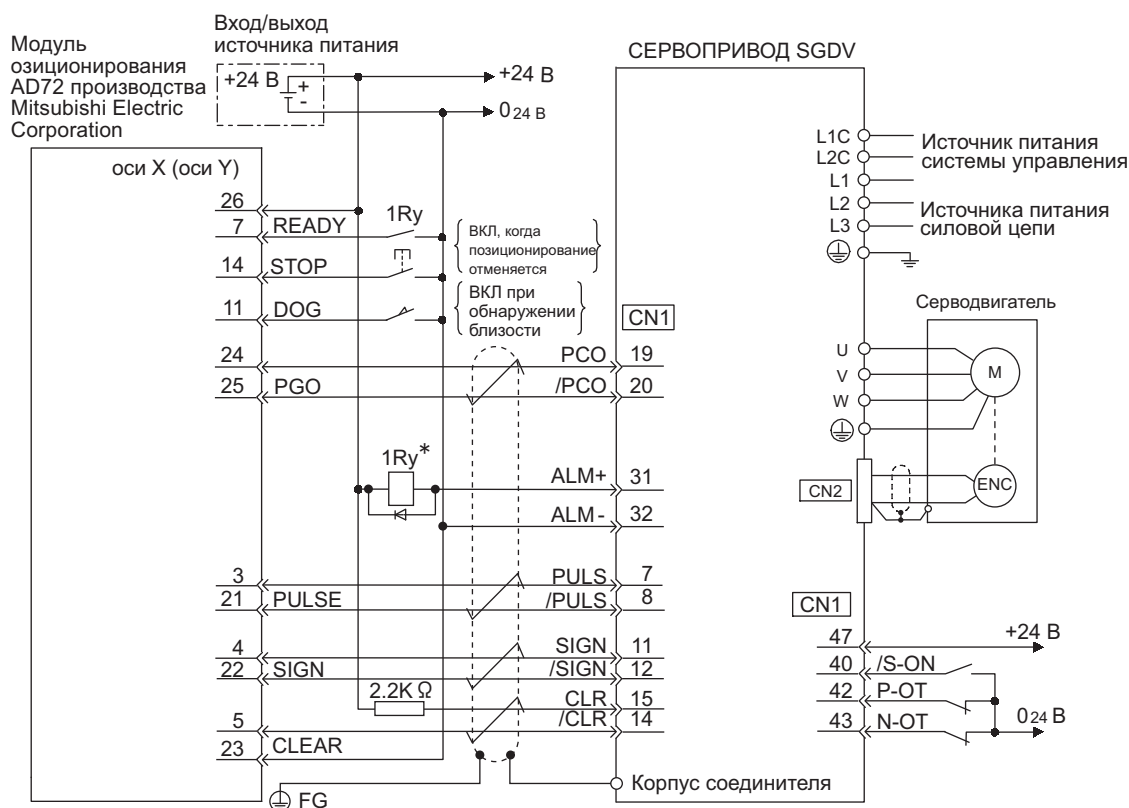 Вход/выход
источника питания
Модуль
озиционирования
AD72 производства
Mitsubishi Electric
Corporation
+24 В
+
-
+24 В
0 24 В
СЕРВОПРИВОД SGDV
оси X (оси Y)
26
7 READY
1Ry
ВКЛ, когда
позиционирование
отменяется
14 STOP
11 DOG
ВКЛ при
обнаружении
близости
24
PCO 19
25 PGO
/PCO 20
1Ry*
ALM+ 31
ALM- 32
3
PULS 7
21 PULSE
/PULS 8
4
SIGN 11
22 SIGN
/SIGN 12
2.2K Ω
CLR 15
5
/CLR 14
23 CLEAR
FG
Корпус соединителя
CN1
L1C
L2C
Источник питания
системы управления
L1
L2
L3
Источника питания
силовой цепи
Серводвигатель
U
V
W
M
CN2
ENC
CN1
47
+24 В
40 /S-ON
42 P-OT
43 N-OT
0 24 В